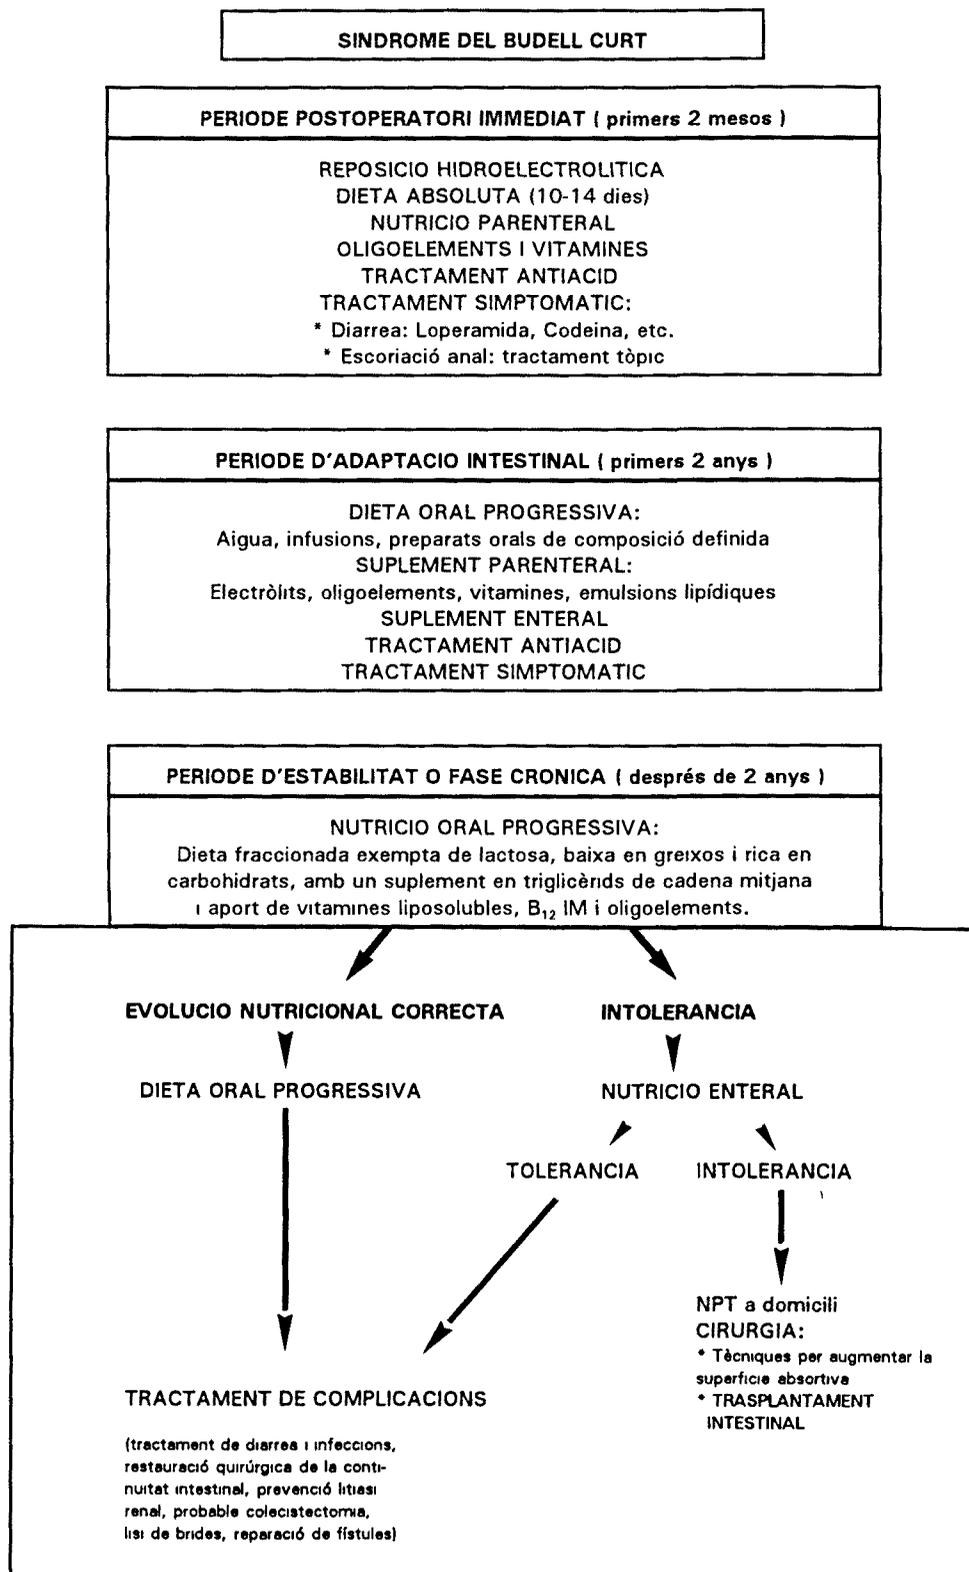 SINDROME DEL BUDELL CURT
PERIODE POSTOPERATORI IMMEDIAT ( primers 2 mesos )
REPOSICIO HIDROELECTROLITICA
DIETA ABSOLUTA (10-14 dies)
NUTRICIO PARENTERAL
OLIGOELEMENTS I VITAMINES
TRACTAMENT ANTIACID
TRACTAMENT SIMPTOMATIC:
* Diarrea: Loperamida, Codeina, etc.
* Escoriació anal: tractament tòpic
PERIODE D'ADAPTACIO INTESTINAL ( primers 2 anys )
DIETA ORAL PROGRESSIVA:
Aigua, infusions, preparats orals de composició definida
SUPLEMENT PARENTERAL:
Electròlits, oligoelements, vitamines, emulsions lipídiques
SUPLEMENT ENTERAL
TRACTAMENT ANTIACID
TRACTAMENT SIMPTOMATIC
PERIODE D'ESTABILITAT O FASE CRONICA ( després de 2 anys )
NUTRICIO ORAL PROGRESSIVA:
Dieta fraccionada exempta de lactosa, baixa en greixos i rica en
carbohidrats, amb un suplement en triglicèrids de cadena mitjana
i aport de vitamines liposolubles, B₁₂ IM i oligoelements.
EVOLUCIO NUTRICIONAL CORRECTA
INTOLERANCIA
DIETA ORAL PROGRESSIVA
NUTRICIO ENTERAL
TOLERANCIA
INTOLERANCIA
NPT a domicili
CIRURGIA:
* Tècniques per augmentar la
superficie absortiva
* TRASPLANTAMENT
INTESTINAL
TRACTAMENT DE COMPLICACIONS
(tractament de diarrea i infeccions,
restauració quirúrgica de la conti-
nuitat intestinal, prevenció litiasi
renal, probable colecistectomia,
lisi de brides, reparació de fístules)